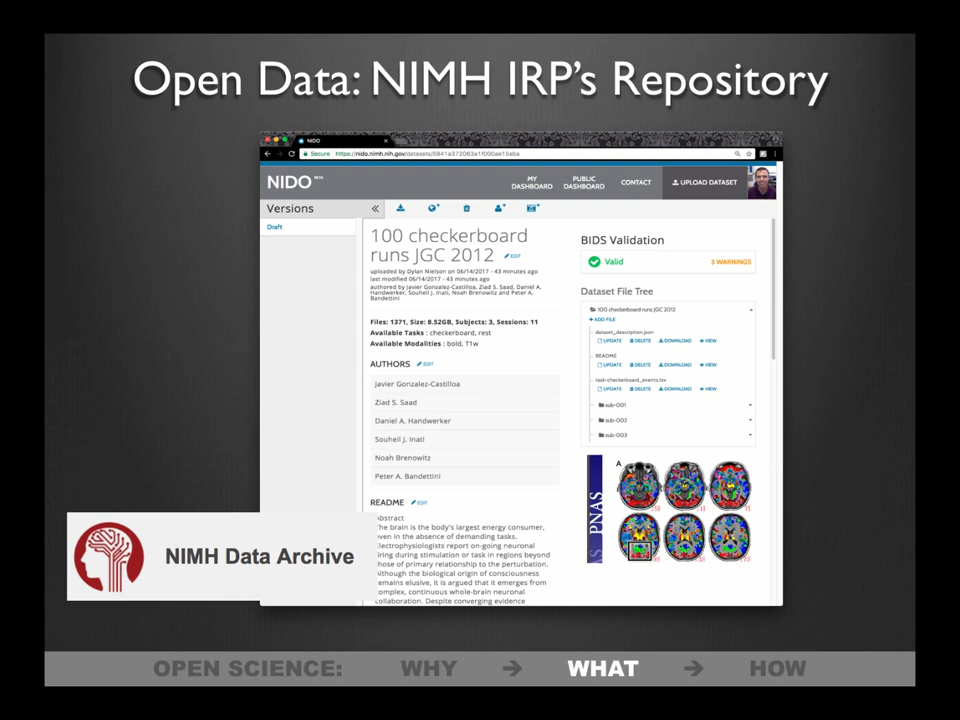 Open Data: NIMH IRP's Repository
NIDO
Secure https://nido.nimh.nih.gov/datasets/5941a372063a1f000ae15eba
NIDO BETA
MY DASHBOARD
PUBLIC DASHBOARD
CONTACT
UPLOAD DATASET
Versions
Draft
100 checkerboard
runs JGC 2012 EDIT
uploaded by Dylan Nielson on 06/14/2017 - 43 minutes ago
last modified 06/14/2017 - 43 minutes ago
authored by Javier Gonzalez-Castilloa, Ziad S. Saad, Daniel A.
Handwerker, Souheil J. Inati, Noah Brenowitz and Peter A.
Bandettini
Files: 1371, Size: 8.52GB, Subjects: 3, Sessions: 11
Available Tasks : checkerboard, rest
Available Modalities : bold, T1w
AUTHORS EDIT
Javier Gonzalez-Castilloa
Ziad S. Saad
Daniel A. Handwerker
Souheil J. Inati
Noah Brenowitz
Peter A. Bandettini
README EDIT
Abstract
The brain is the body's largest energy consumer,
even in the absence of demanding tasks.
Electrophysiologists report on-going neuronal
firing during stimulation or task in regions beyond
those of primary relationship to the perturbation.
Although the biological origin of consciousness
remains elusive, it is argued that it emerges from
complex, continuous whole-brain neuronal
collaboration. Despite converging evidence
BIDS Validation
Valid 3 WARNINGS
Dataset File Tree
100 checkerboard runs JGC 2012
+ ADD FILE
dataset_description.json
UPDATE DELETE DOWNLOAD VIEW
README
UPDATE DELETE DOWNLOAD VIEW
task-checkerboard_events.tsv
UPDATE DELETE DOWNLOAD VIEW
sub-001
sub-002
sub-003
PNAS
A
NIMH Data Archive
OPEN SCIENCE: WHY → WHAT → HOW